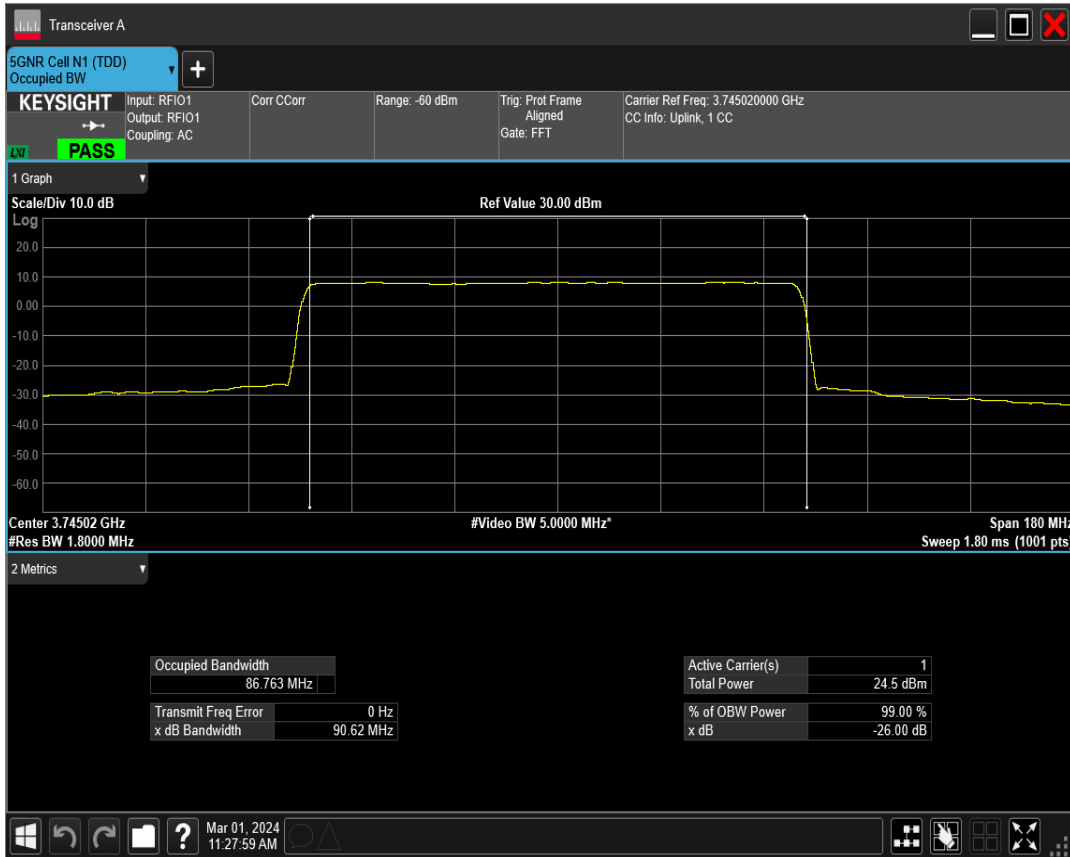 Transceiver A
5GNR Cell N1 (TDD)
Occupied BW
+
KEYSIGHT
LXI
PASS
Input: RFIO1
Output: RFIO1
Coupling: AC
Corr CCorr
Range: -60 dBm
Trig: Prot Frame
Aligned
Gate: FFT
Carrier Ref Freq: 3.745020000 GHz
CC Info: Uplink, 1 CC
1 Graph
Scale/Div 10.0 dB
Ref Value 30.00 dBm
Log
20.0
10.0
0.00
-10.0
-20.0
-30.0
-40.0
-50.0
-60.0
Center 3.74502 GHz
#Video BW 5.0000 MHz*
Span 180 MHz
#Res BW 1.8000 MHz
Sweep 1.80 ms (1001 pts)
2 Metrics
Occupied Bandwidth
86.763 MHz
Transmit Freq Error 0 Hz
x dB Bandwidth 90.62 MHz
Active Carrier(s) 1
Total Power 24.5 dBm
% of OBW Power 99.00 %
x dB -26.00 dB
?
Mar 01, 2024
11:27:59 AM